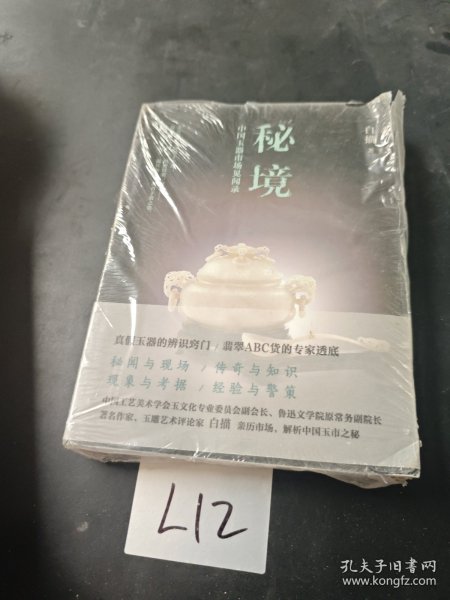 白描
秘境
中国玉器市场见闻录
真假玉器的辨识窍门 / 翡翠ABC货的专家透底
秘闻与现场 / 传奇与知识
现象与考据 / 经验与警策
中国工艺美术学会玉文化专业委员会副会长、鲁迅文学院原常务副院长
著名作家、玉雕艺术评论家 白描 亲历市场，解析中国玉市之秘
L12
孔夫子旧书网
www.kongfz.com